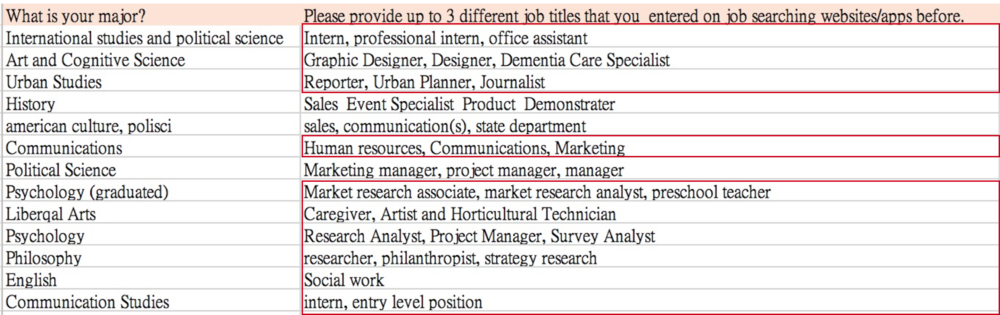 What is your major? Please provide up to 3 different job titles that you entered on job searching websites/apps before.
International studies and political science Intern, professional intern, office assistant
Art and Cognitive Science Graphic Designer, Designer, Dementia Care Specialist
Urban Studies Reporter, Urban Planner, Journalist
History Sales Event Specialist Product Demonstrater
american culture, polisci sales, communication(s), state department
Communications Human resources, Communications, Marketing
Political Science Marketing manager, project manager, manager
Psychology (graduated) Market research associate, market research analyst, preschool teacher
Liberqal Arts Caregiver, Artist and Horticultural Technician
Psychology Research Analyst, Project Manager, Survey Analyst
Philosophy researcher, philanthropist, strategy research
English Social work
Communication Studies intern, entry level position